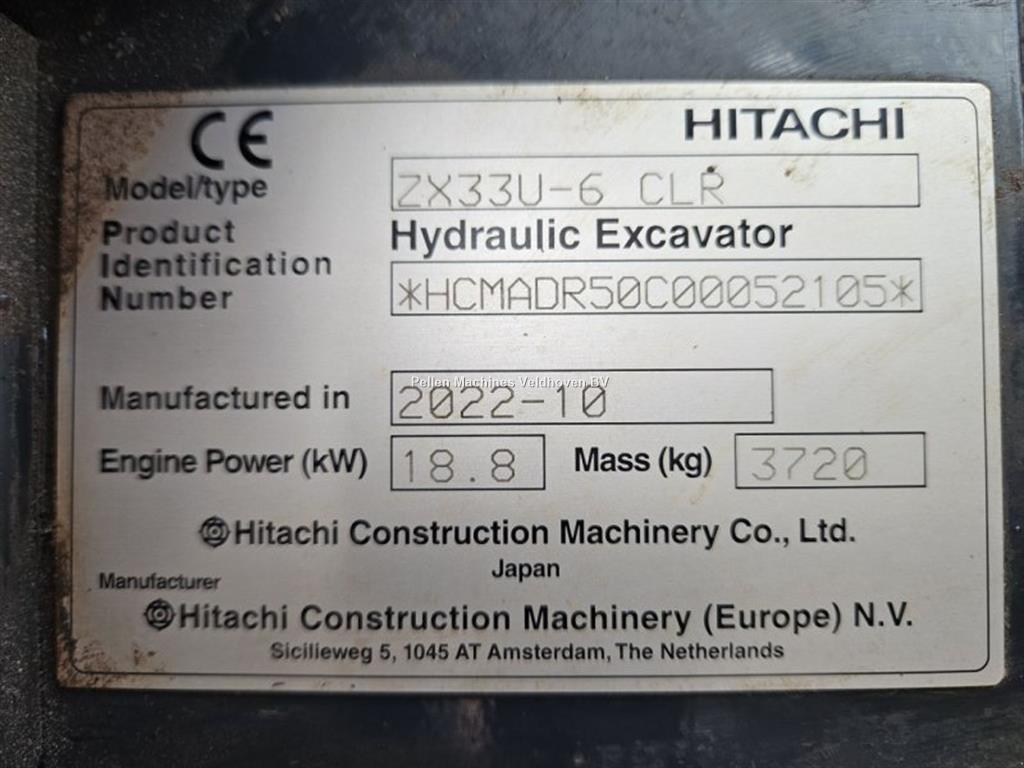 CE HITACHI
Model/type ZX33U-6 CLR
Product Hydraulic Excavator
Identification
Number *HCMADR50C00052105*
Pellen Machines Veldhoven BV
Manufactured in 2022-10
Engine Power (kW) 18.8 Mass (kg) 3720
Hitachi Construction Machinery Co., Ltd.
Japan
Manufacturer
Hitachi Construction Machinery (Europe) N.V.
Sicilieweg 5, 1045 AT Amsterdam, The Netherlands